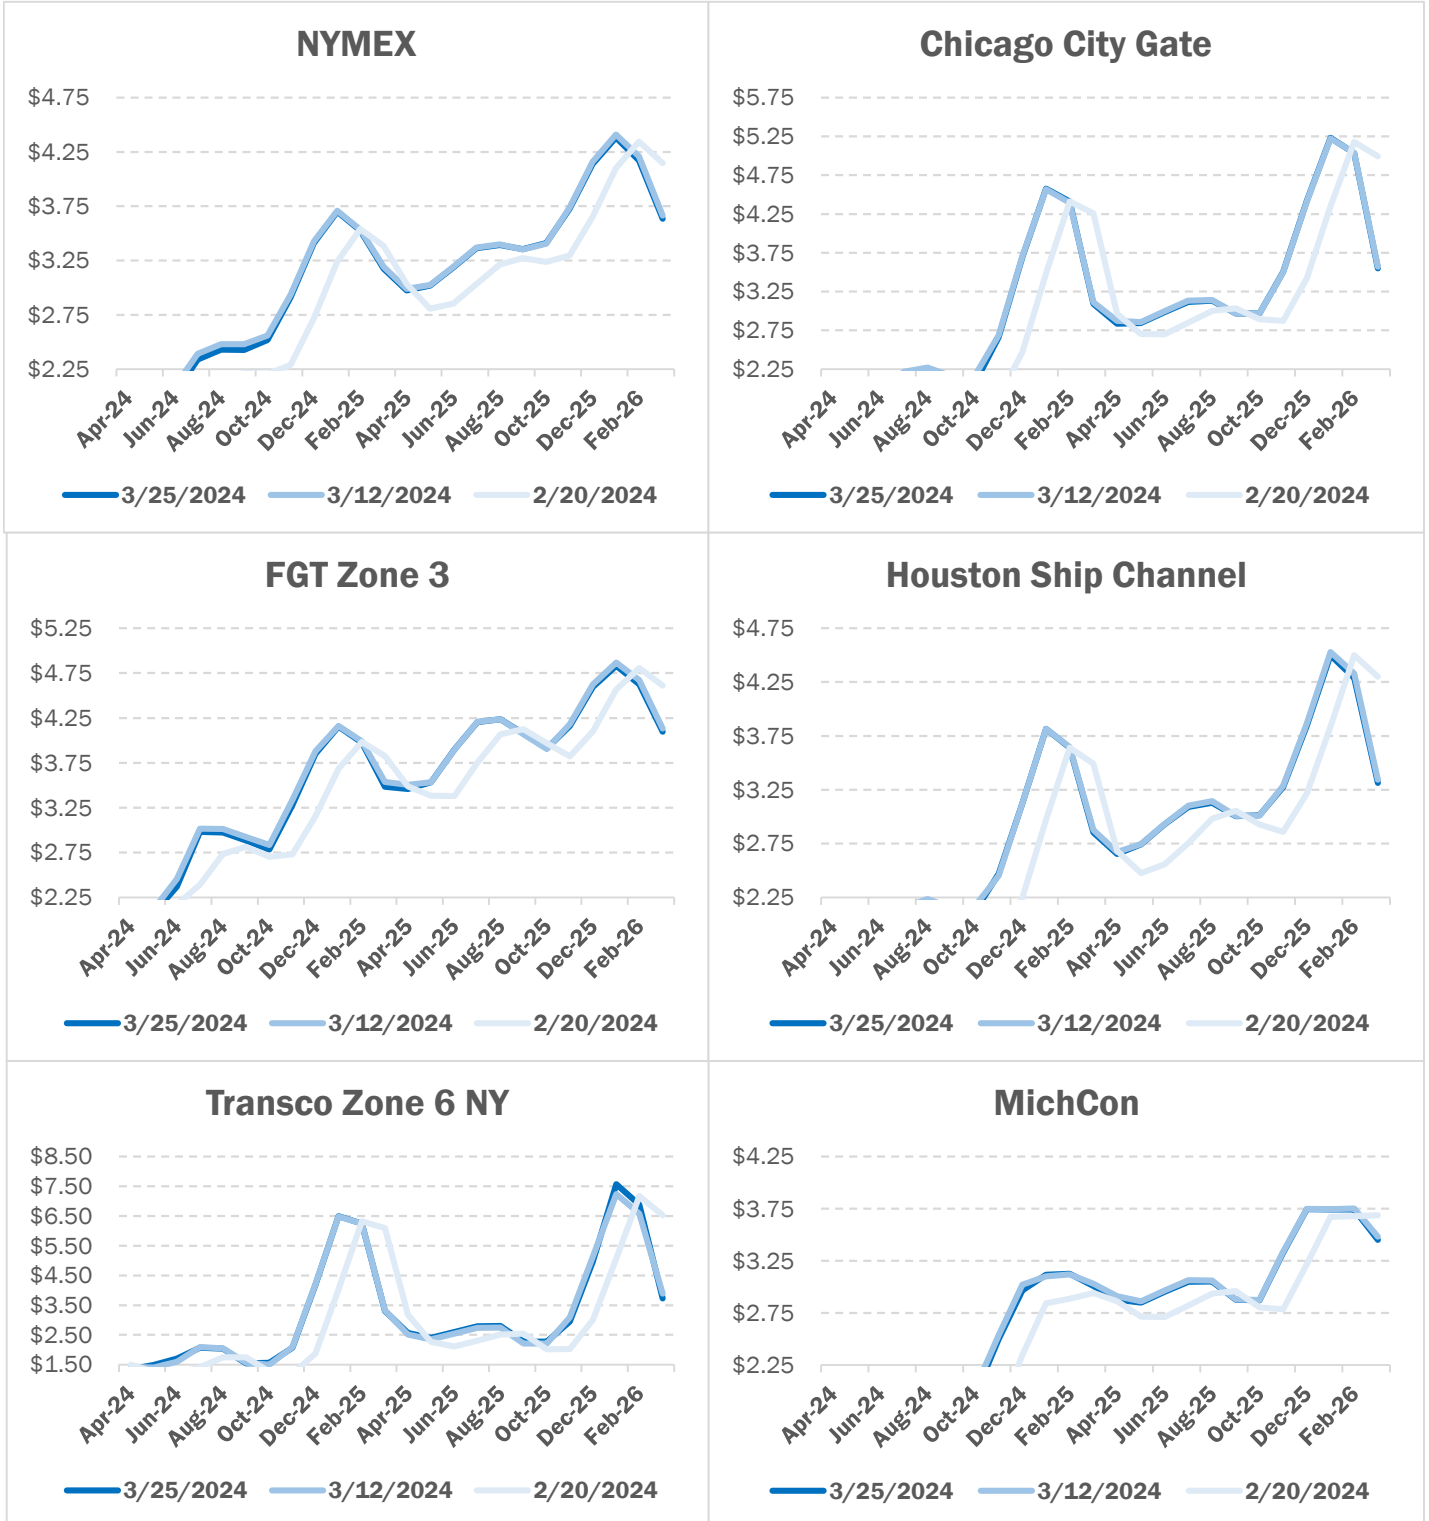 NYMEX
$4.75
$4.25
$3.75
$3.25
$2.75
$2.25
Apr-24 Jun-24 Aug-24 Oct-24 Dec-24 Feb-25 Apr-25 Jun-25 Aug-25 Oct-25 Dec-25 Feb-26
3/25/2024 3/12/2024 2/20/2024
Chicago City Gate
$5.75
$5.25
$4.75
$4.25
$3.75
$3.25
$2.75
$2.25
Apr-24 Jun-24 Aug-24 Oct-24 Dec-24 Feb-25 Apr-25 Jun-25 Aug-25 Oct-25 Dec-25 Feb-26
3/25/2024 3/12/2024 2/20/2024
FGT Zone 3
$5.25
$4.75
$4.25
$3.75
$3.25
$2.75
$2.25
Apr-24 Jun-24 Aug-24 Oct-24 Dec-24 Feb-25 Apr-25 Jun-25 Aug-25 Oct-25 Dec-25 Feb-26
3/25/2024 3/12/2024 2/20/2024
Houston Ship Channel
$4.75
$4.25
$3.75
$3.25
$2.75
$2.25
Apr-24 Jun-24 Aug-24 Oct-24 Dec-24 Feb-25 Apr-25 Jun-25 Aug-25 Oct-25 Dec-25 Feb-26
3/25/2024 3/12/2024 2/20/2024
Transco Zone 6 NY
$8.50
$7.50
$6.50
$5.50
$4.50
$3.50
$2.50
$1.50
Apr-24 Jun-24 Aug-24 Oct-24 Dec-24 Feb-25 Apr-25 Jun-25 Aug-25 Oct-25 Dec-25 Feb-26
3/25/2024 3/12/2024 2/20/2024
MichCon
$4.25
$3.75
$3.25
$2.75
$2.25
Apr-24 Jun-24 Aug-24 Oct-24 Dec-24 Feb-25 Apr-25 Jun-25 Aug-25 Oct-25 Dec-25 Feb-26
3/25/2024 3/12/2024 2/20/2024